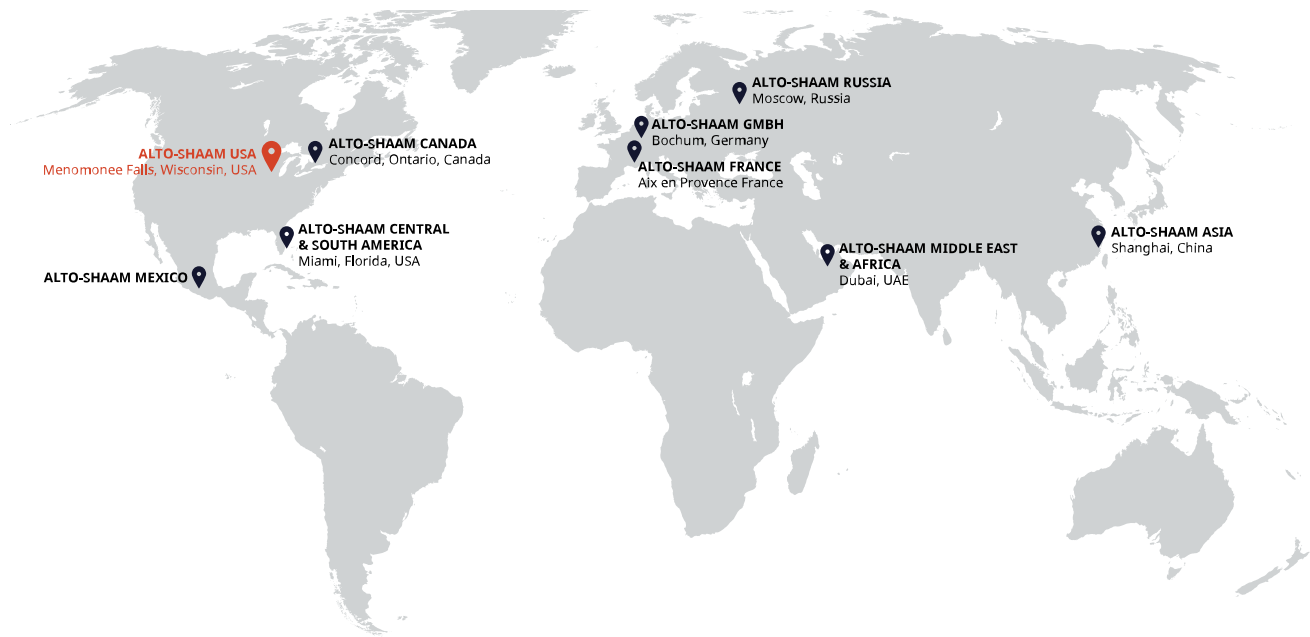 ALTO-SHAAM RUSSIA
Moscow, Russia
ALTO-SHAAM GMBH
Bochum, Germany
ALTO-SHAAM CANADA
Concord, Ontario, Canada
ALTO-SHAAM USA
Menomonee Falls, Wisconsin, USA
ALTO-SHAAM FRANCE
Aix en Provence France
ALTO-SHAAM CENTRAL
& SOUTH AMERICA
Miami, Florida, USA
ALTO-SHAAM ASIA
Shanghai, China
ALTO-SHAAM MIDDLE EAST
& AFRICA
Dubai, UAE
ALTO-SHAAM MEXICO